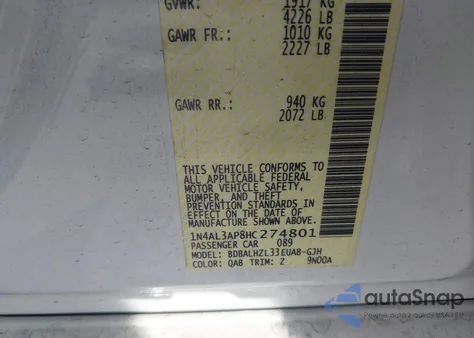 GVWR: 1917 KG
4226 LB
GAWR FR.: 1010 KG
2227 LB
GAWR RR.: 940 KG
2072 LB
THIS VEHICLE CONFORMS TO
ALL APPLICABLE FEDERAL
MOTOR VEHICLE SAFETY,
BUMPER, AND THEFT
PREVENTION STANDARDS IN
EFFECT ON THE DATE OF
MANUFACTURE SHOWN ABOVE.
1N4AL3AP8HC274801
PASSENGER CAR 089
MODEL: BDBALHZL33EUAB-GJH
COLOR: QAB TRIM: Z 9N00A
autoSnap